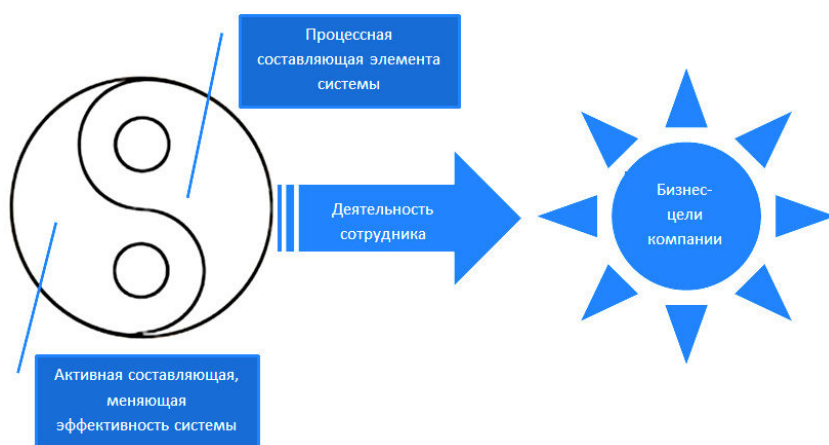 Процессная
составляющая элемента
системы
Деятельность
сотрудника
Бизнес-
цели
компании
Активная составляющая,
меняющая
эффективность системы